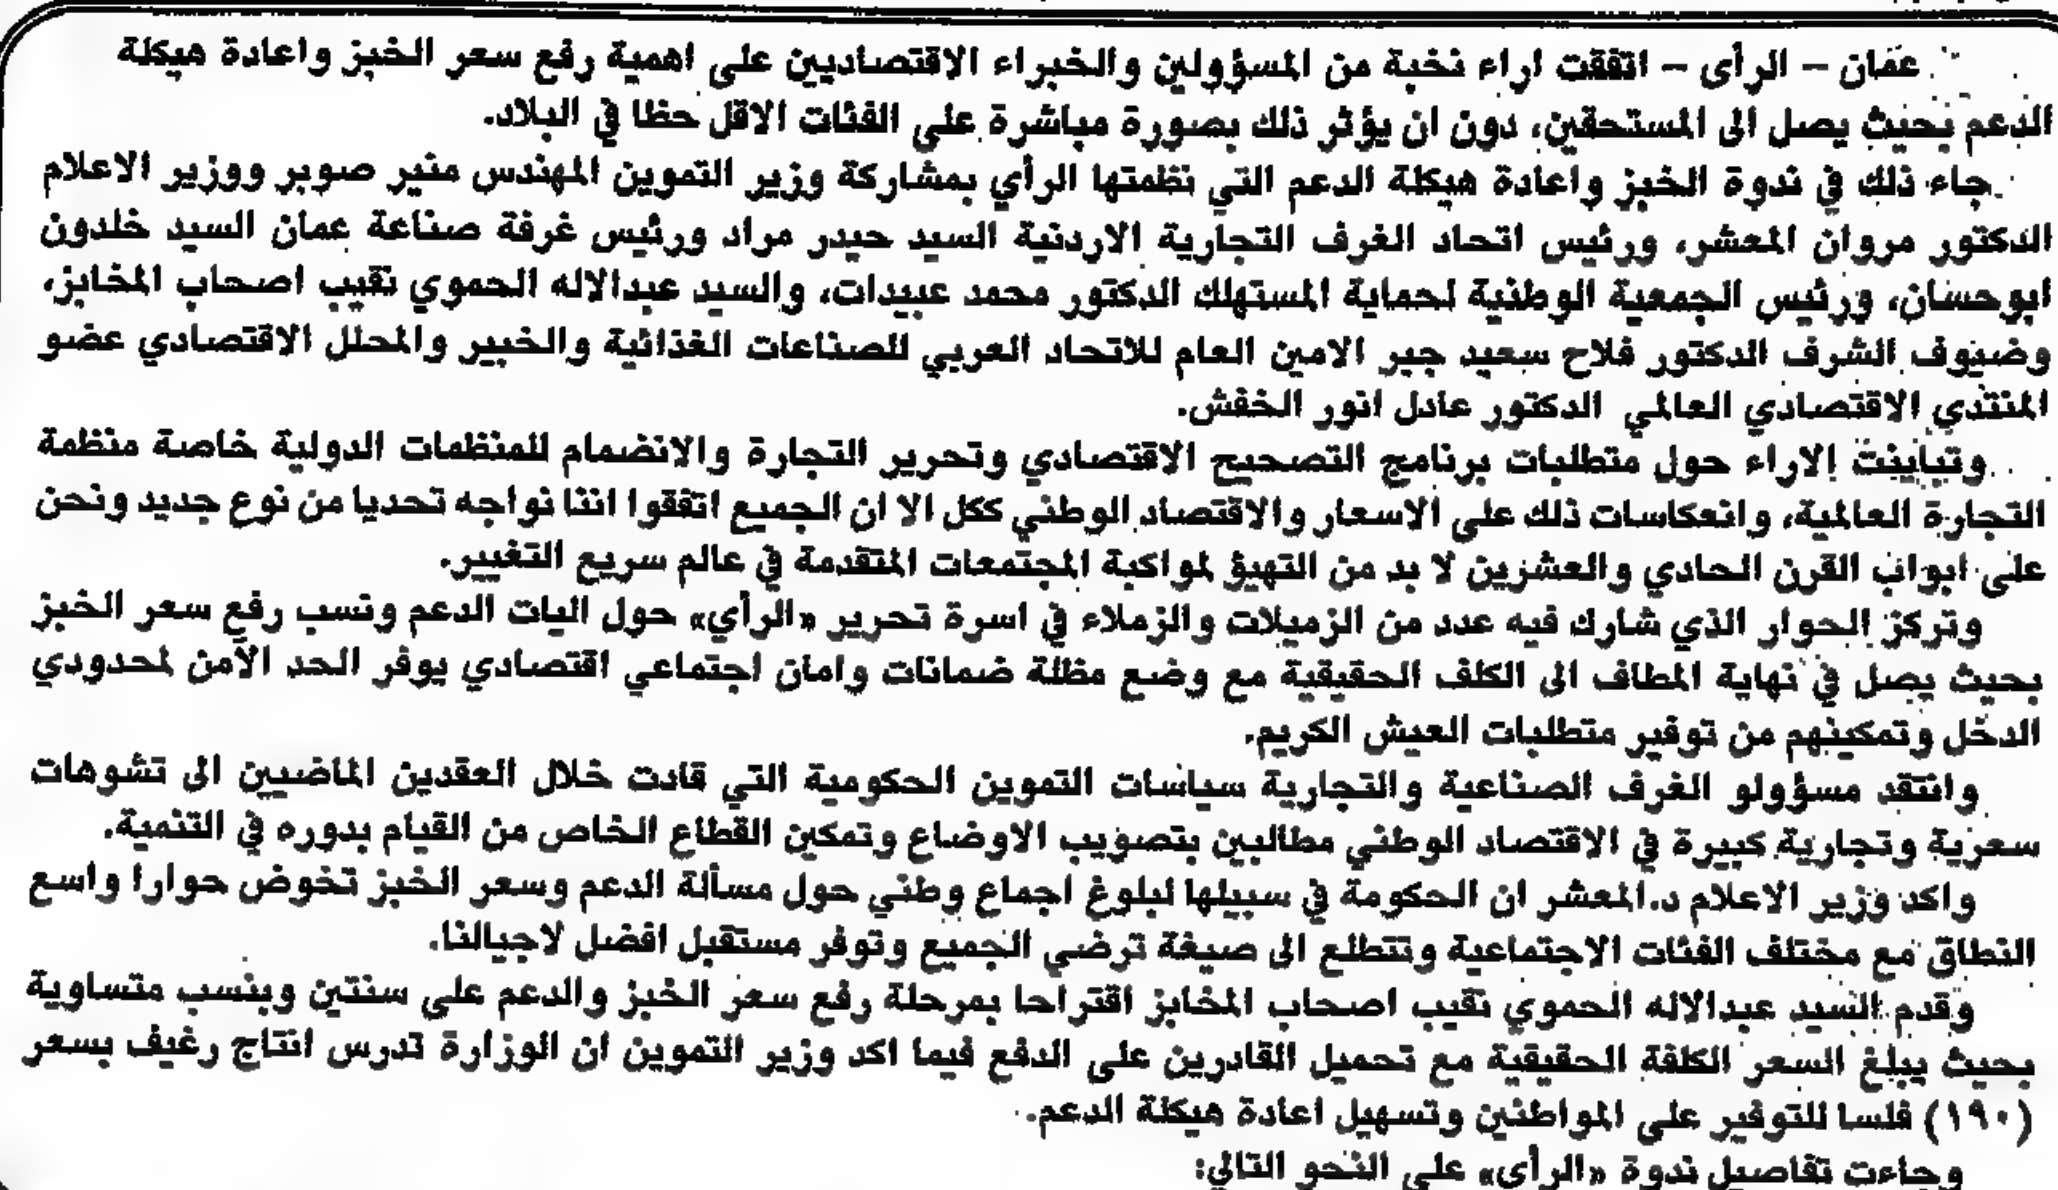 عمان – الرأى – اتفقت اراء نخبة من المسؤولين والخبراء الاقتصاديين على اهمية رفع سعر الخبز واعادة هيكلة
الدعم بحيث يصل الى المستحقين، دون ان يؤثر ذلك بصورة مباشرة على الفئات الاقل حظا في البلاد.
جاء ذلك في ندوة الخبز واعادة هيكلة الدعم التي نظمتها الرأي بمشاركة وزير التموين المهندس منير صوبر ووزير الاعلام
الدكتور مروان المعشر، ورئيس اتحاد الغرف التجارية الاردنية السيد حيدر مراد ورئيس غرفة صناعة عمان السيد خلدون
ابوحسان، ورئيس الجمعية الوطنية لحماية المستهلك الدكتور محمد عبيدات، والسيد عبدالاله الحموي نقيب اصحاب المخابز،
وضيوف الشرف الدكتور فلاح سعيد جبر الامين العام للاتحاد العربي للصناعات الغذائية والخبير والمحلل الاقتصادي عضو
المنتدي الاقتصادي العالمي الدكتور عادل انور الخفش.
وتباينت الاراء حول متطلبات برنامج التصحيح الاقتصادي وتحرير التجارة والانضمام للمنظمات الدولية خاصة منظمة
التجارة العالمية، وانعكاسات ذلك على الاسعار والاقتصاد الوطني ككل الا ان الجميع اتفقوا اننا نواجه تحديا من نوع جديد ونحن
على ابواب القرن الحادي والعشرين لا بد من التهيؤ لمواكبة المجتمعات المتقدمة في عالم سريع التغيير.
وتركز الحوار الذي شارك فيه عدد من الزميلات والزملاء في اسرة تحرير «الرأي» حول اليات الدعم ونسب رفع سعر الخبز
بحيث يصل في نهاية المطاف الى الكلف الحقيقية مع وضع مظلة ضمانات وامان اجتماعي اقتصادي يوفر الحد الآمن لمحدودي
الدخل وتمكينهم من توفير متطلبات العيش الكريم.
وانتقد مسؤولو الغرف الصناعية والتجارية سياسات التموين الحكومية التي قادت خلال العقدين الماضيين الى تشوهات
سعرية وتجارية كبيرة في الاقتصاد الوطني مطالبين بتصويب الاوضاع وتمكين القطاع الخاص من القيام بدوره في التنمية.
واكد وزير الاعلام د.المعشر ان الحكومة في سبيلها لبلوغ اجماع وطني حول مسألة الدعم وسعر الخبز تخوض حوارا واسع
النطاق مع مختلف الفئات الاجتماعية ونتطلع الى صيغة ترضي الجميع وتوفر مستقبل افضل لاجيالنا.
وقدم السيد عبدالاله الحموي نقيب اصحاب المخابز اقتراحا بمرحلة رفع سعر الخبز والدعم على سنتين وبنسب متساوية
بحيث يبلغ السعر الكلفة الحقيقية مع تحميل القادرين على الدفع فيما اكد وزير التموين ان الوزارة تدرس انتاج رغيف بسعر
(١٩٠) فلسا للتوفير على المواطنين وتسهيل اعادة هيكلة الدعم.
وجاءت تفاصيل ندوة «الرأى» على النحو التالي: